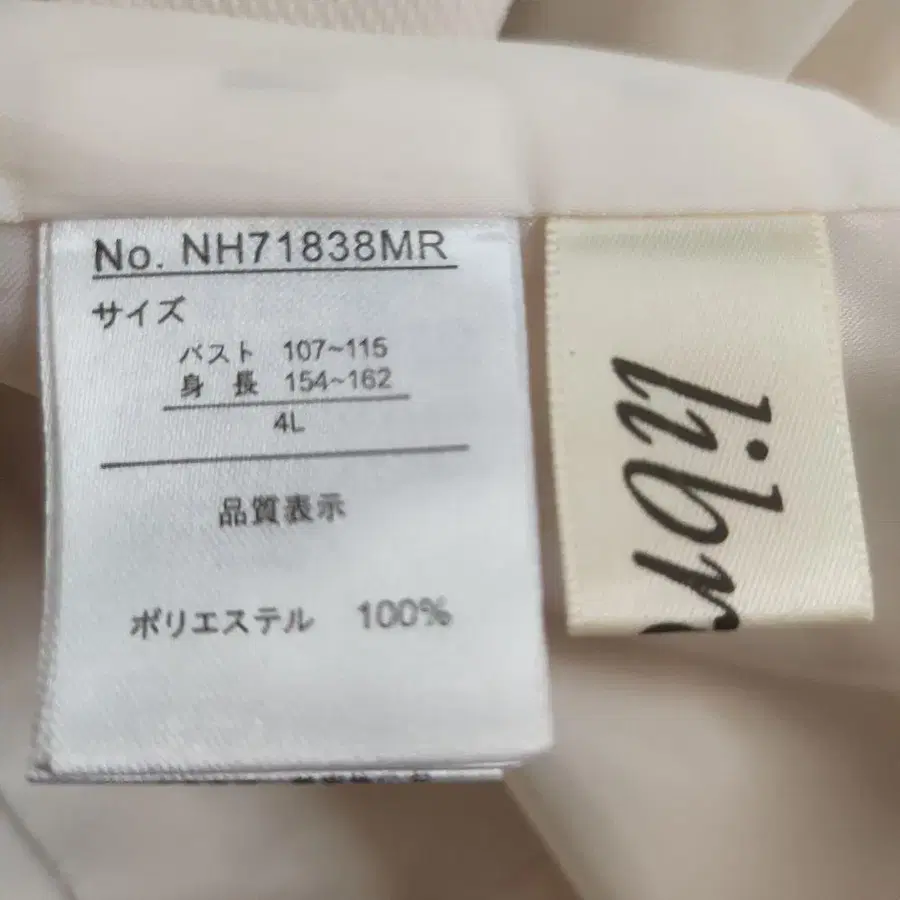 No. NH71838MR
サイズ
バスト 107~115
身長 154~162
4L
品質表示
ポリエステル 100%
libr